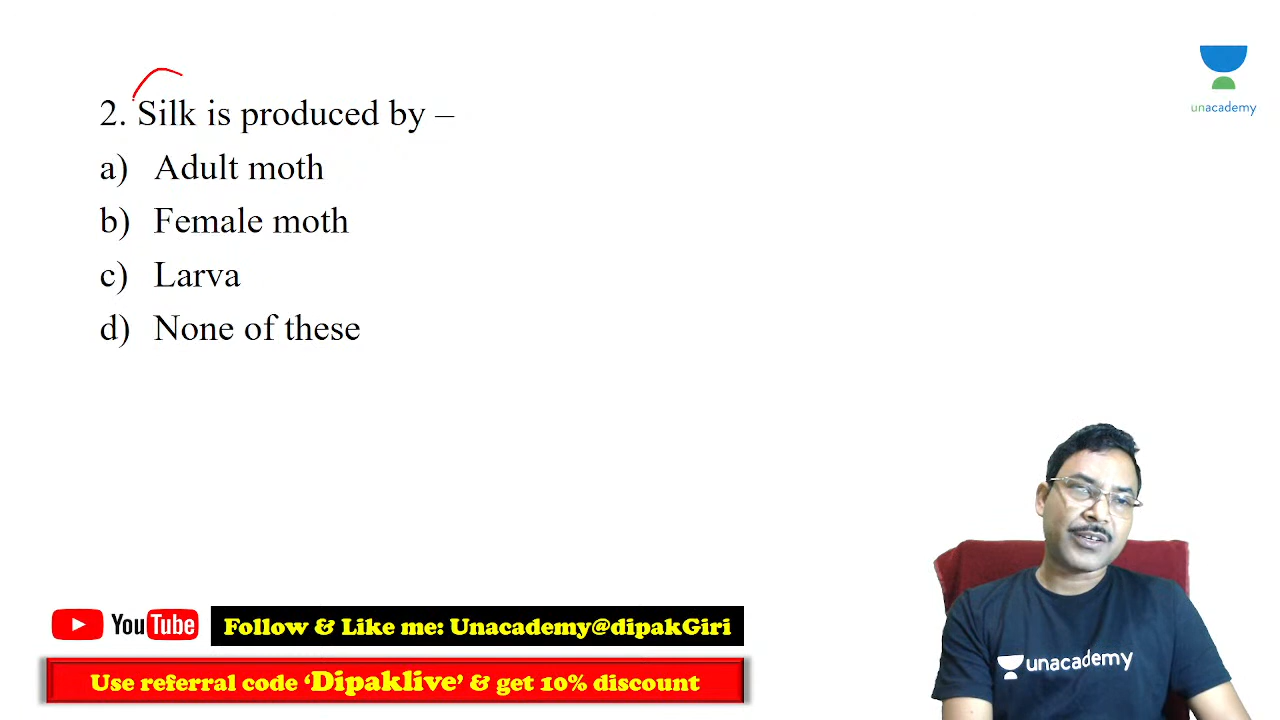 unacademy
2. Silk is produced by –
a) Adult moth
b) Female moth
c) Larva
d) None of these
unacademy
YouTube
Follow & Like me: Unacademy@dipakGiri
Use referral code ‘Dipaklive’ & get 10% discount